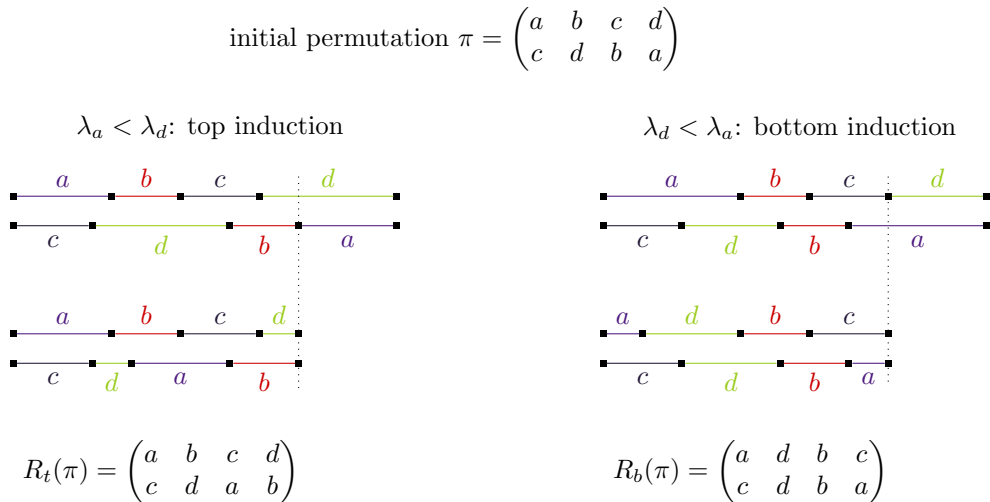 initial permutation π = ( a b c d
c d b a )
λ_a < λ_d: top induction
a b c d
c d b a
a b c d
c d a b
R_t(π) = ( a b c d
c d a b )
λ_d < λ_a: bottom induction
a b c d
c d b a
a d b c
c d b a
R_b(π) = ( a d b c
c d b a )